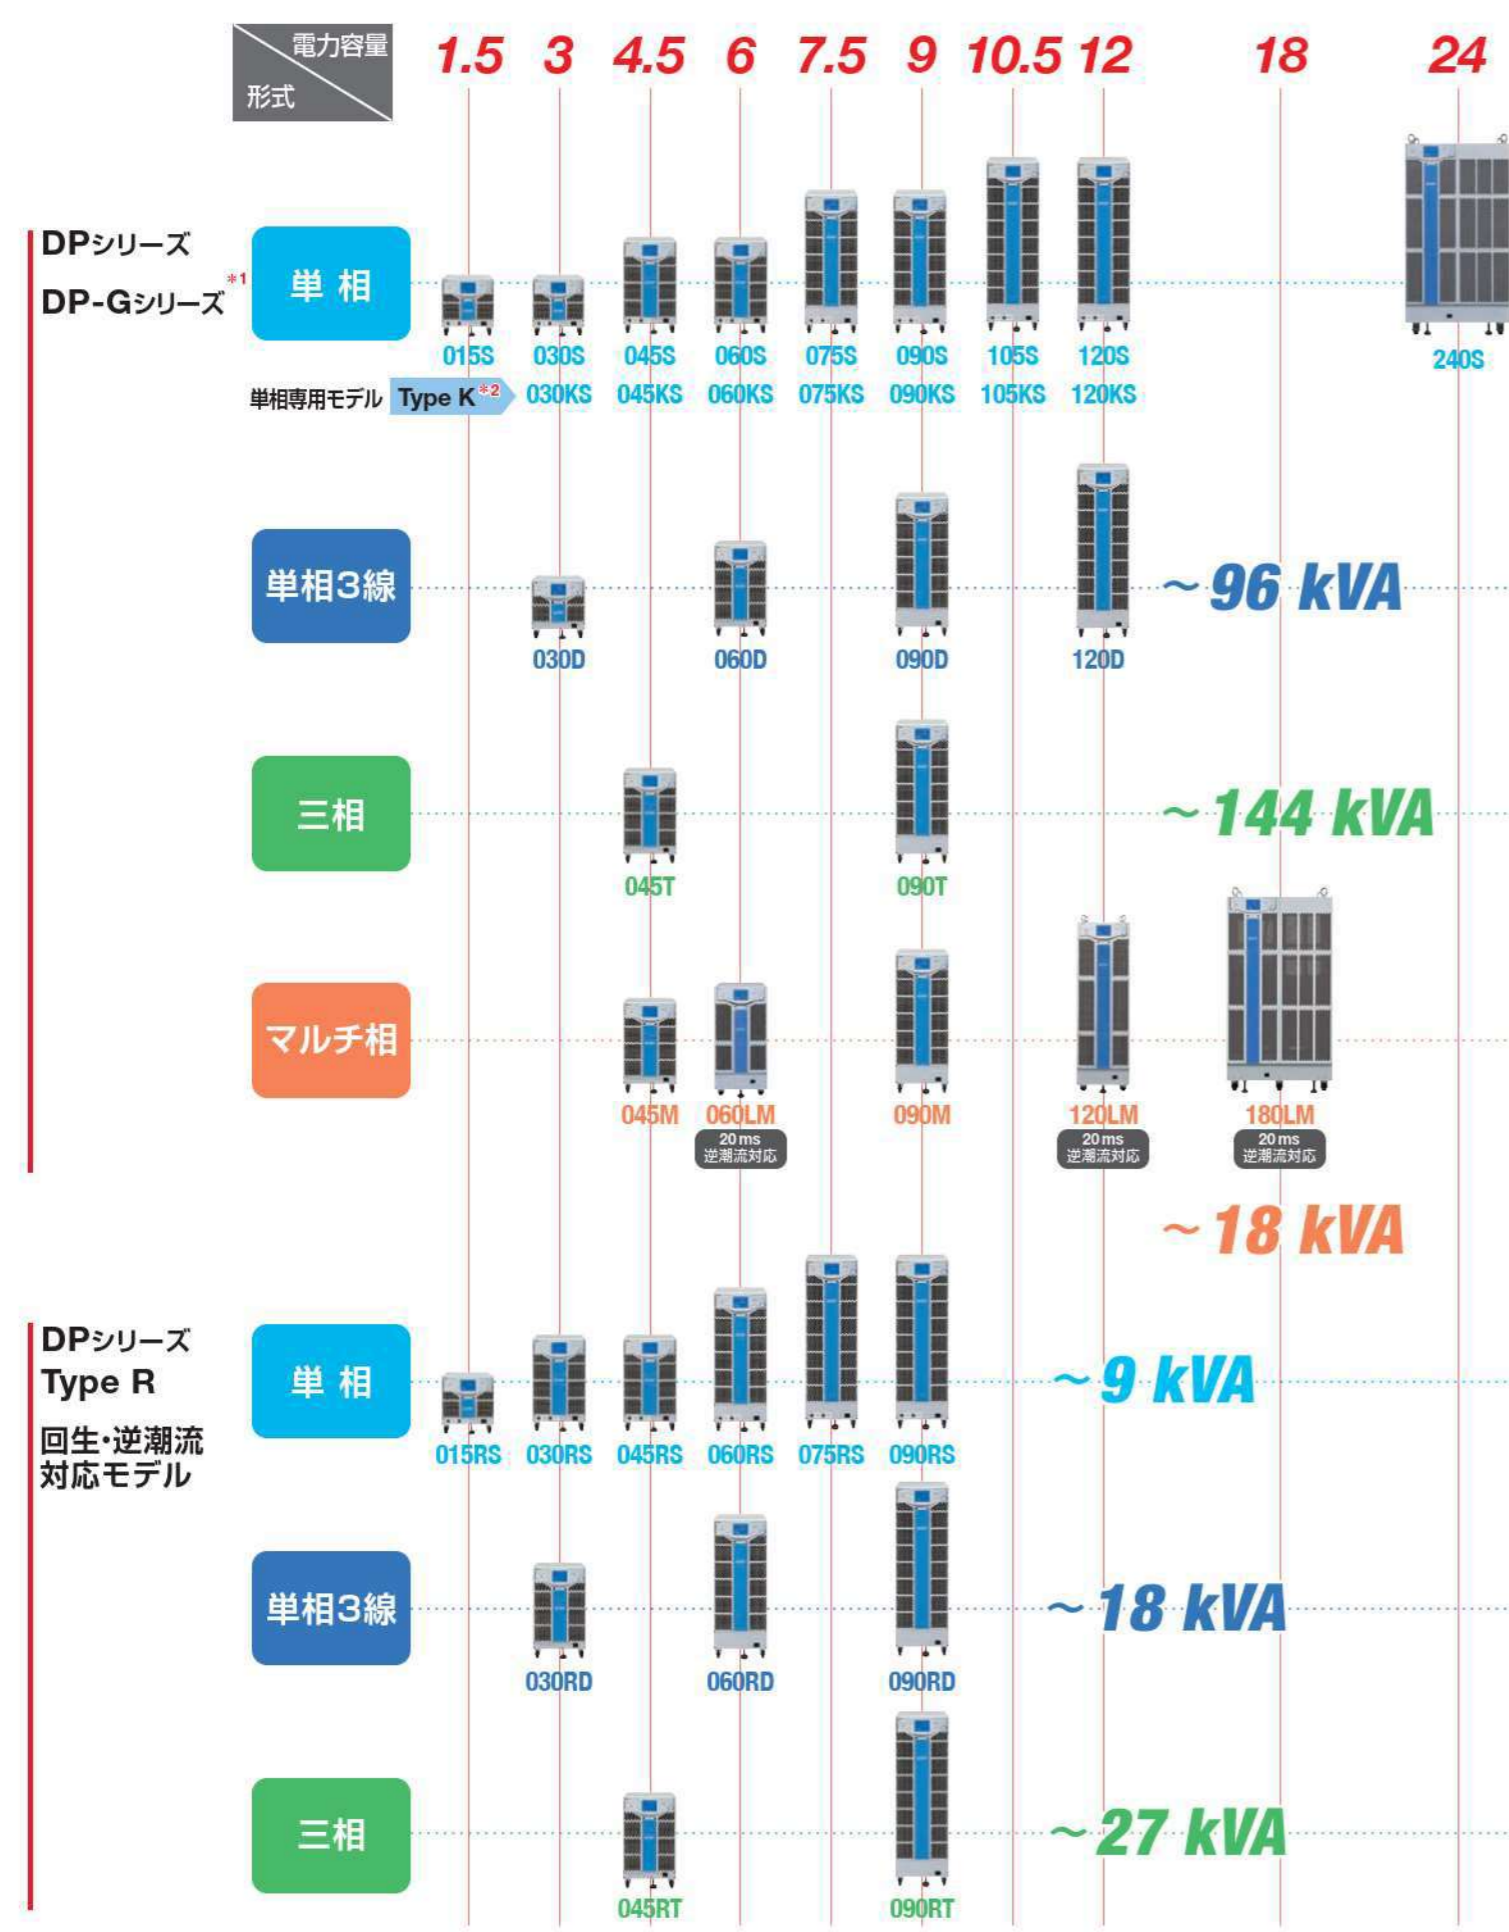 電力容量
形式
1.5 3 4.5 6 7.5 9 10.5 12 18 24
DPシリーズ
DP-Gシリーズ*1
単 相
015S 030S 045S 060S 075S 090S 105S 120S 240S
単相専用モデル Type K*2 030KS 045KS 060KS 075KS 090KS 105KS 120KS
単相3線
~96 kVA
030D 060D 090D 120D
三相
~144 kVA
045T 090T
マルチ相
045M 060LM 090M 120LM 180LM
20 ms 20 ms 20 ms
逆潮流対応 逆潮流対応 逆潮流対応
~18 kVA
DPシリーズ
Type R
回生・逆潮流
対応モデル
単 相
~9 kVA
015RS 030RS 045RS 060RS 075RS 090RS
単相3線
~18 kVA
030RD 060RD 090RD
三相
~27 kVA
045RT 090RT